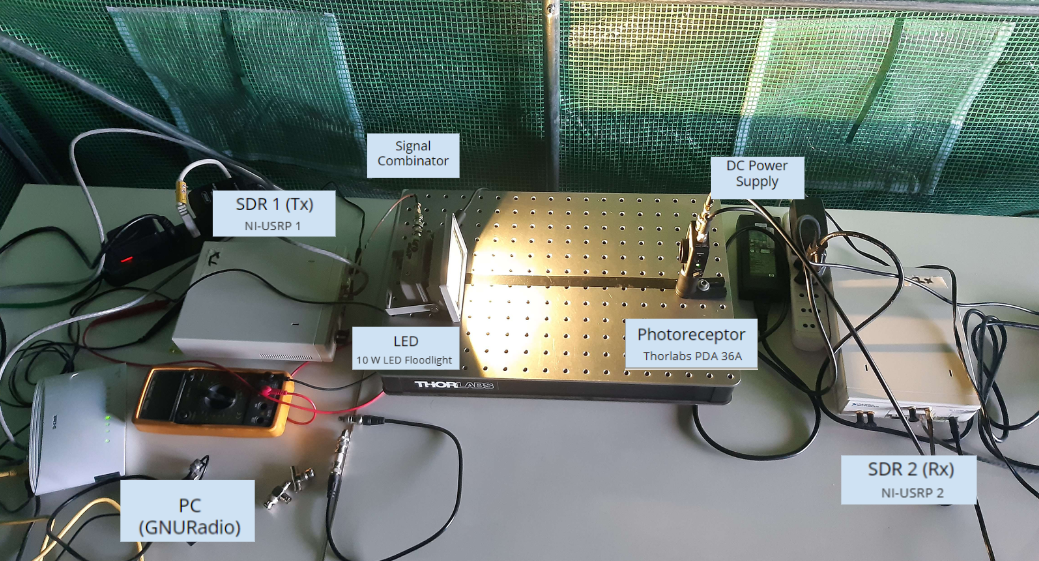 Signal
Combinator
DC Power
Supply
SDR 1 (Tx)
NI-USRP 1
LED
10 W LED Floodlight
Photoreceptor
Thorlabs PDA 36A
THORLABS
SDR 2 (Rx)
NI-USRP 2
PC
(GNURadio)